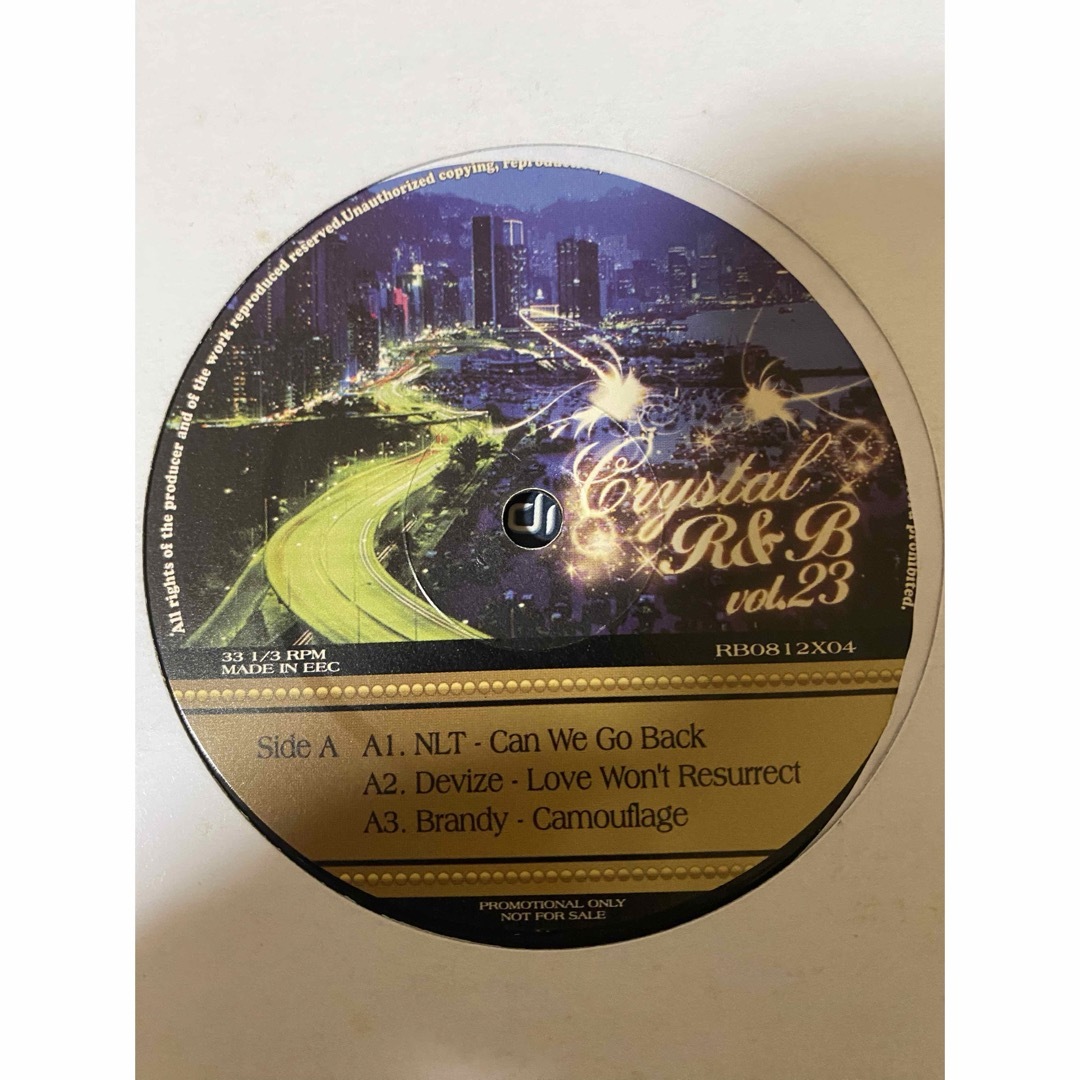 'All rights of the producer and of the work reproduced reserved.Unauthorized copying, reproduction,
prohibited.
Crystal
R&B
vol.23
33 1/3 RPM
MADE IN EEC
RB0812X04
Side A A1. NLT - Can We Go Back
A2. Devize - Love Won't Resurrect
A3. Brandy - Camouflage
PROMOTIONAL ONLY
NOT FOR SALE